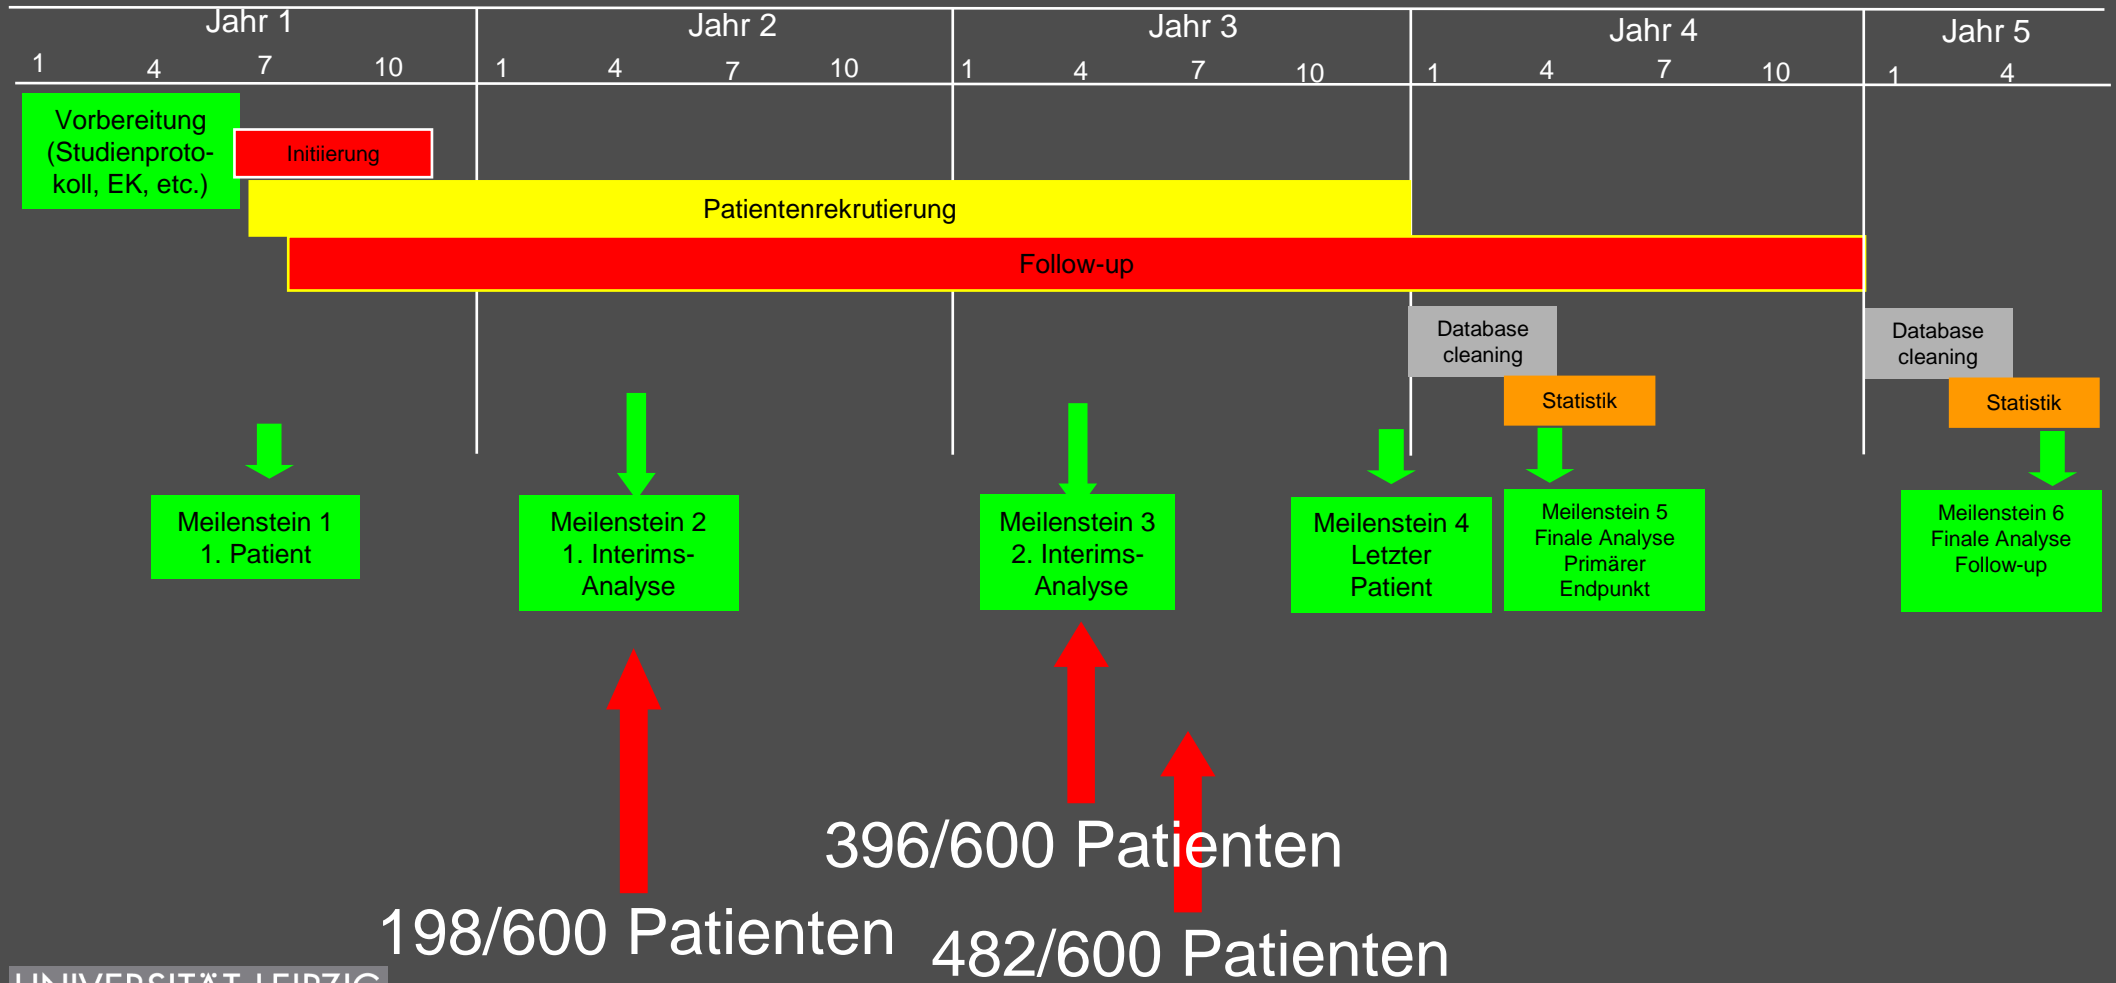 Jahr 1
Jahr 2
Jahr 3
Jahr 4
Jahr 5
1 4 7 10 1 4 7 10 1 4 7 10 1 4 7 10 1 4
Vorbereitung
(Studienproto-
koll, EK, etc.)
Initiierung
Patientenrekrutierung
Follow-up
Database
cleaning
Statistik
Database
cleaning
Statistik
Meilenstein 1
1. Patient
Meilenstein 2
1. Interims-
Analyse
Meilenstein 3
2. Interims-
Analyse
Meilenstein 4
Letzter
Patient
Meilenstein 5
Finale Analyse
Primärer
Endpunkt
Meilenstein 6
Finale Analyse
Follow-up
396/600 Patienten
198/600 Patienten
482/600 Patienten
UNIVERSITÄT LEIPZIG